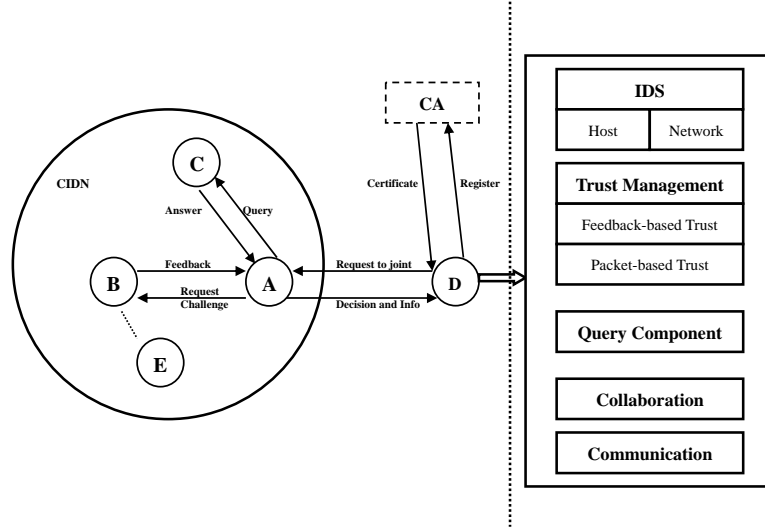 CIDN
C
Answer
Query
B
Feedback
Request
Challenge
A
E
CA
Certificate
Register
Request to joint
Decision and Info
D
IDS
Host
Network
Trust Management
Feedback-based Trust
Packet-based Trust
Query Component
Collaboration
Communication